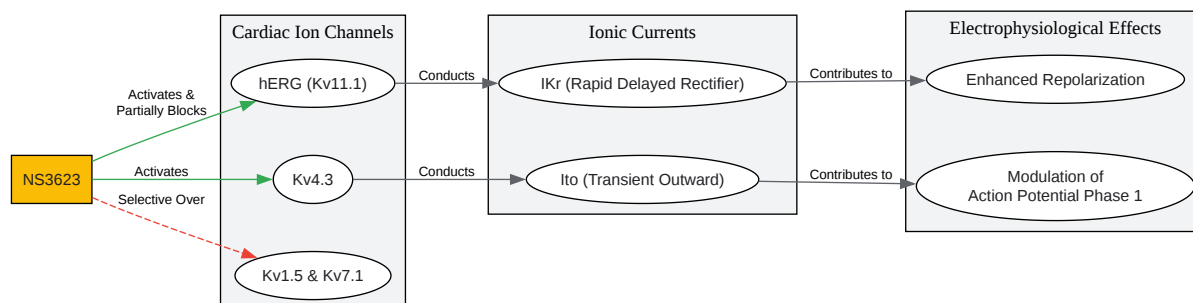 Cardiac Ion Channels
Ionic Currents
Electrophysiological Effects
NS3623
Activates &
Partially Blocks
Activates
Selective Over
hERG (Kv11.1)
Kv4.3
Kv1.5 & Kv7.1
Conducts
Conducts
IKr (Rapid Delayed Rectifier)
Ito (Transient Outward)
Contributes to
Contributes to
Enhanced Repolarization
Modulation of
Action Potential Phase 1